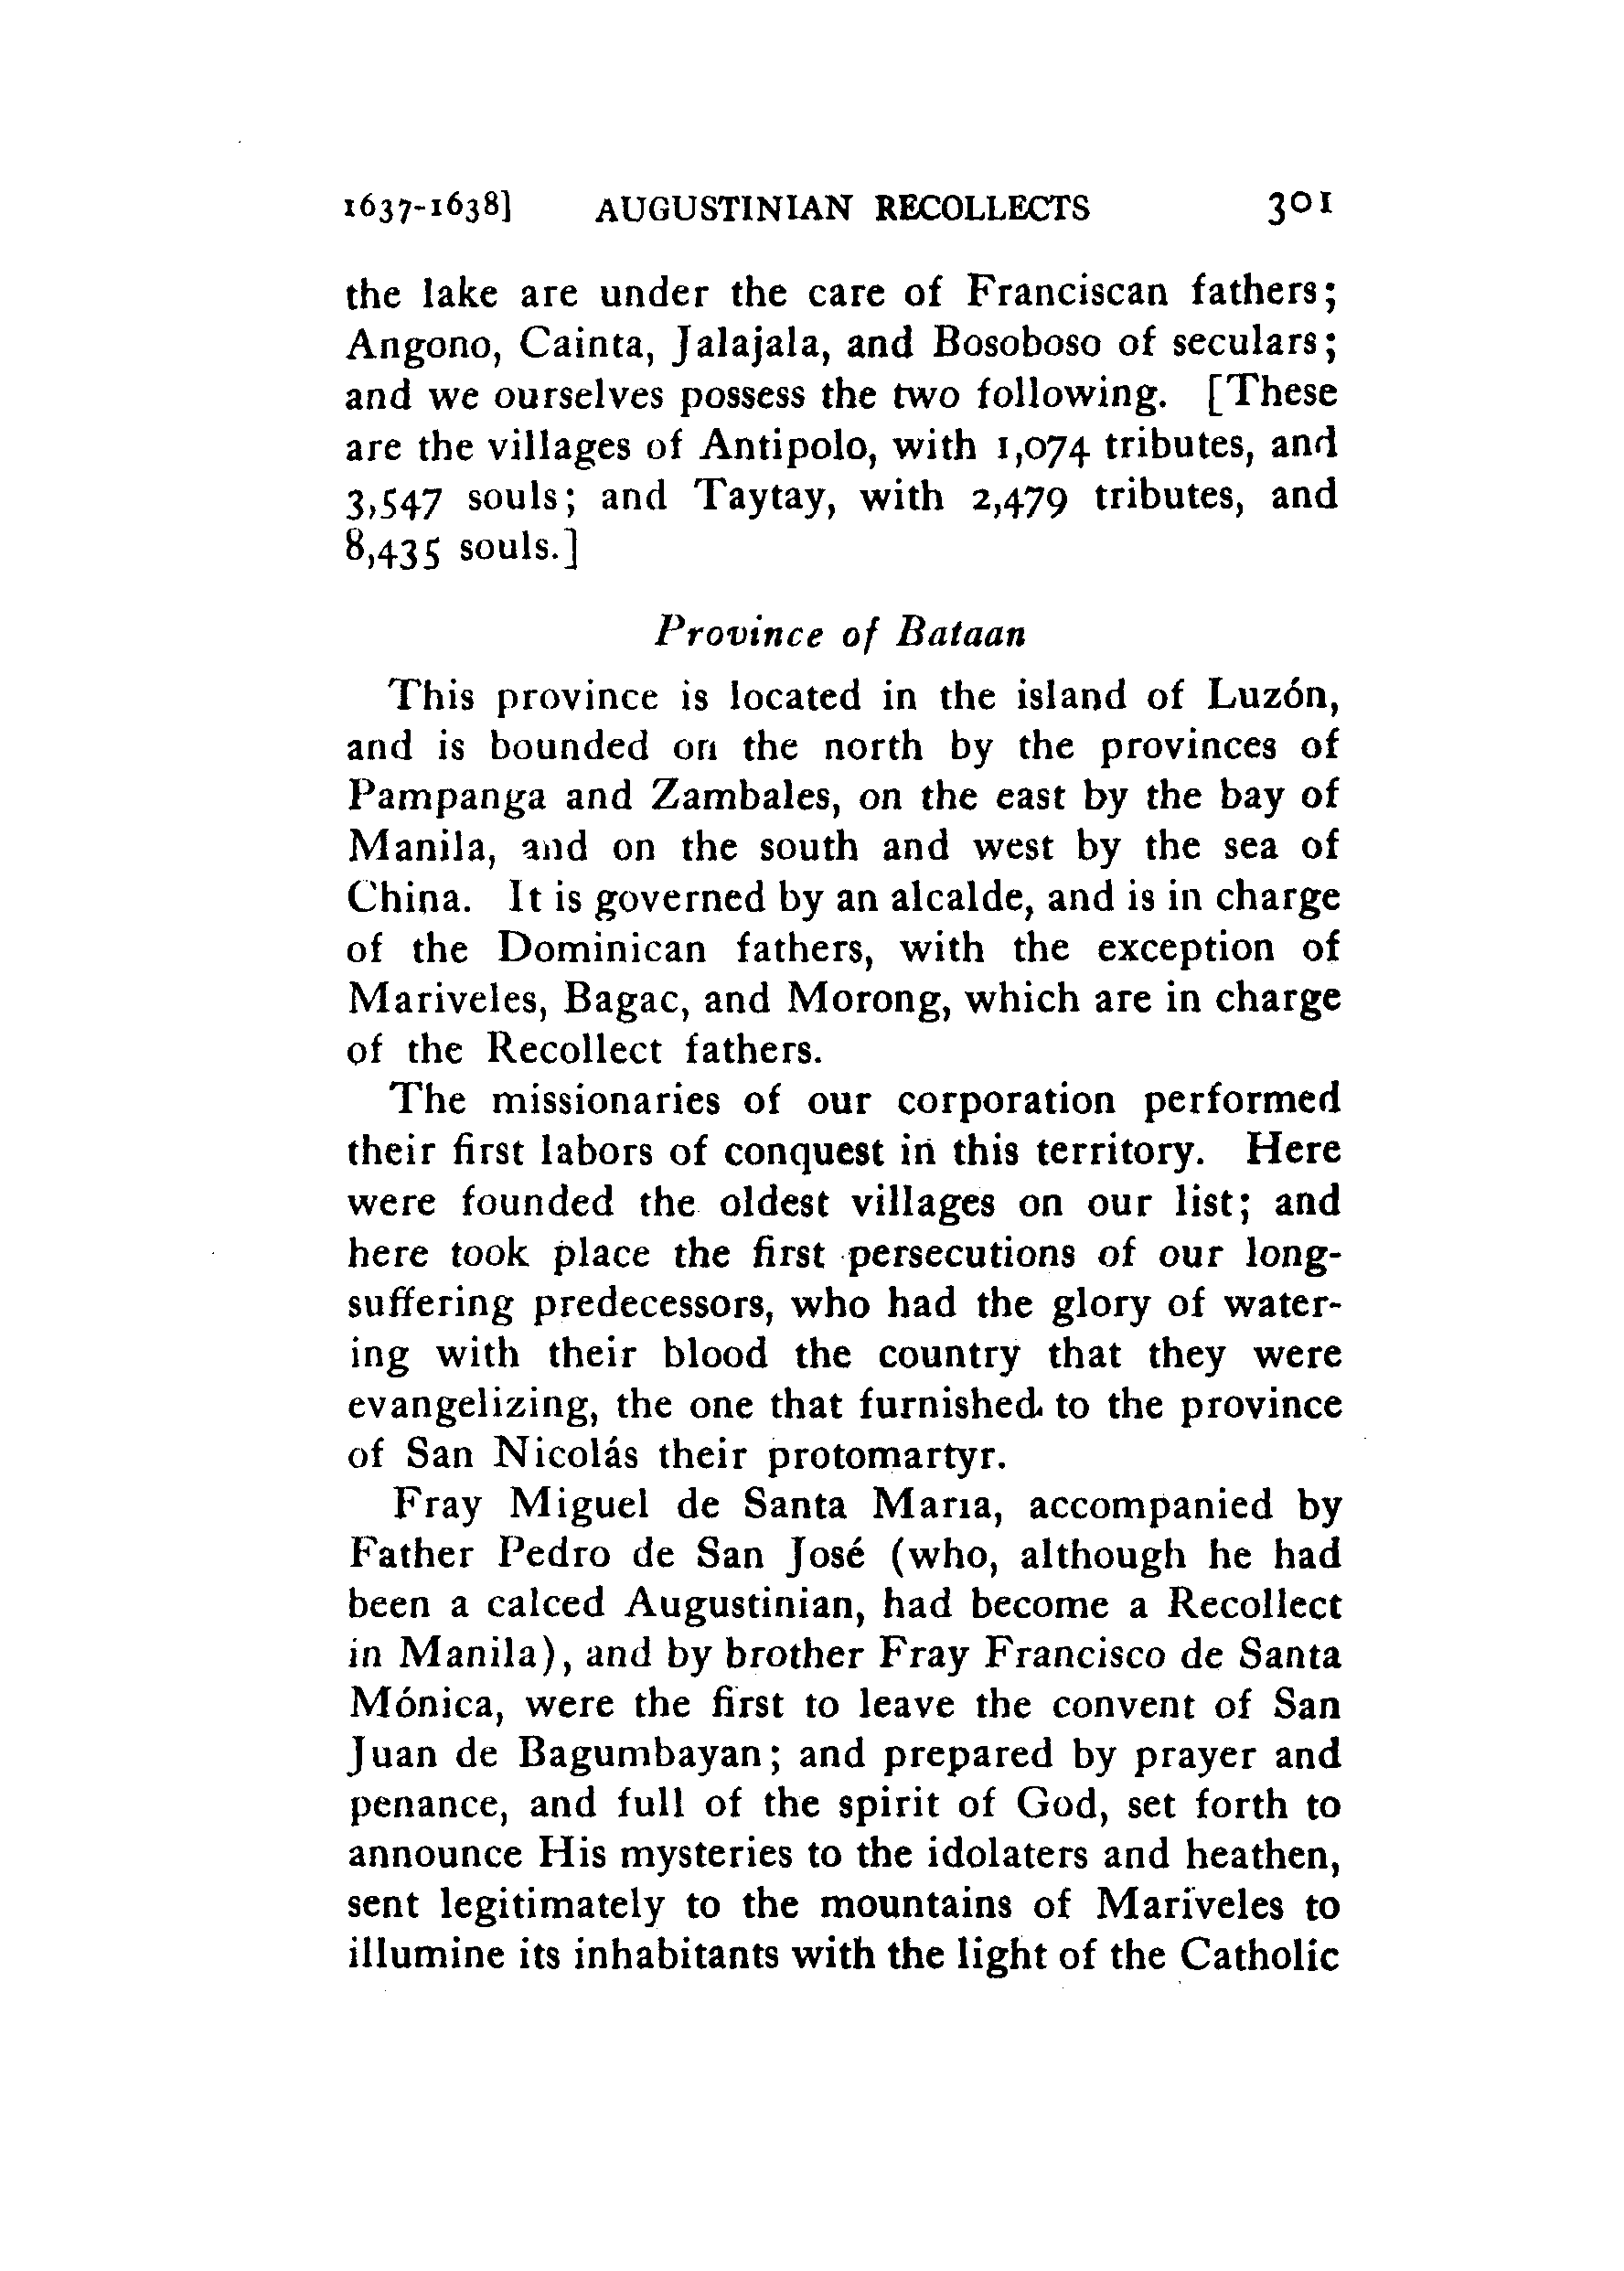 1637-1638] AUGUSTINIAN RECOLLECTS 301
the lake are under the care of Franciscan fathers;
Angono, Cainta, Jalajala, and Bosoboso of seculars;
and we ourselves possess the two following. [These
are the villages of Antipolo, with 1,074 tributes, and
3,547 souls; and Taytay, with 2,479 tributes, and
8,435 souls.]
Province of Bataan
This province is located in the island of Luzón,
and is bounded on the north by the provinces of
Pampanga and Zambales, on the east by the bay of
Manila, and on the south and west by the sea of
China. It is governed by an alcalde, and is in charge
of the Dominican fathers, with the exception of
Mariveles, Bagac, and Morong, which are in charge
of the Recollect fathers.
The missionaries of our corporation performed
their first labors of conquest in this territory. Here
were founded the oldest villages on our list; and
here took place the first persecutions of our long-
suffering predecessors, who had the glory of water-
ing with their blood the country that they were
evangelizing, the one that furnished to the province
of San Nicolás their protomartyr.
Fray Miguel de Santa Maria, accompanied by
Father Pedro de San José (who, although he had
been a calced Augustinian, had become a Recollect
in Manila), and by brother Fray Francisco de Santa
Mónica, were the first to leave the convent of San
Juan de Bagumbayan; and prepared by prayer and
penance, and full of the spirit of God, set forth to
announce His mysteries to the idolaters and heathen,
sent legitimately to the mountains of Mariveles to
illumine its inhabitants with the light of the Catholic